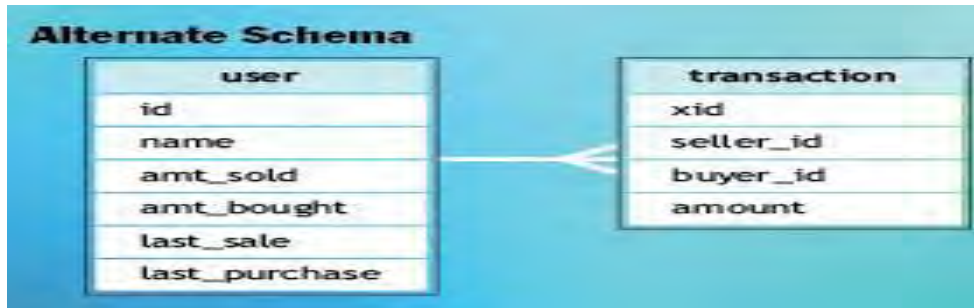 Alternate Schema
user
id
name
amt_sold
amt_bought
last_sale
last_purchase
transaction
xid
seller_id
buyer_id
amount